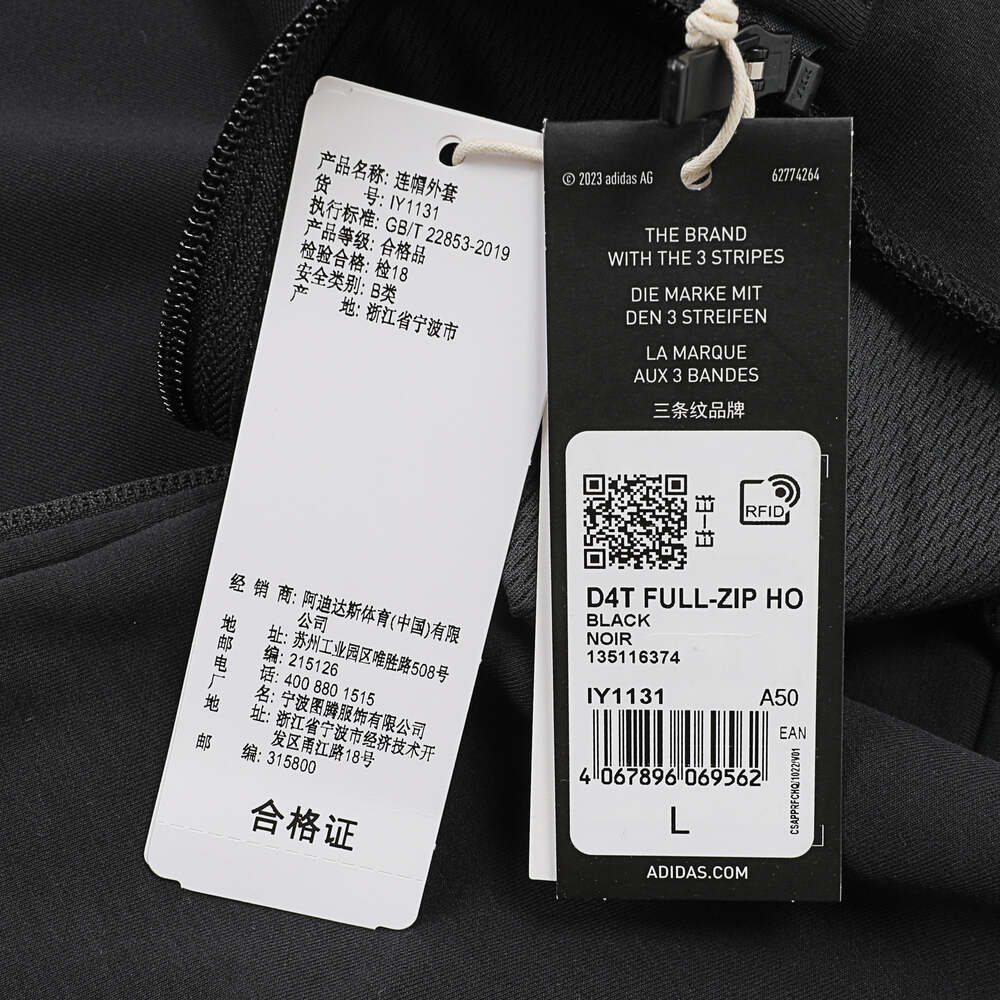 产品名称: 连帽外套
货 号: IY1131
执行标准: GB/T 22853-2019
产品等级: 合格品
检验合格: 检18
安全类别: B类
产 地: 浙江省宁波市
经 销 商: 阿迪达斯体育(中国)有限
公司
地 址: 苏州工业园区唯胜路508号
邮 编: 215126
电 话: 400 880 1515
厂 名: 宁波图腾服饰有限公司
地 址: 浙江省宁波市经济技术开
发区甬江路18号
邮 编: 315800
合格证
YKK
© 2023 adidas AG
62774264
THE BRAND
WITH THE 3 STRIPES
DIE MARKE MIT
DEN 3 STREIFEN
LA MARQUE
AUX 3 BANDES
三条纹品牌
扫一扫
RFID
D4T FULL-ZIP HO
BLACK
NOIR
135116374
IY1131 A50
EAN
4 067896 069562
CSAPPRFCHQ/1022/V01
L
ADIDAS.COM